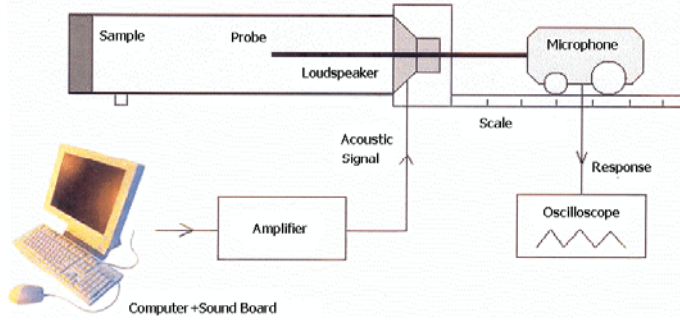 Sample
Probe
Microphone
Loudspeaker
Scale
Acoustic
Signal
Response
Amplifier
Oscilloscope
Computer +Sound Board